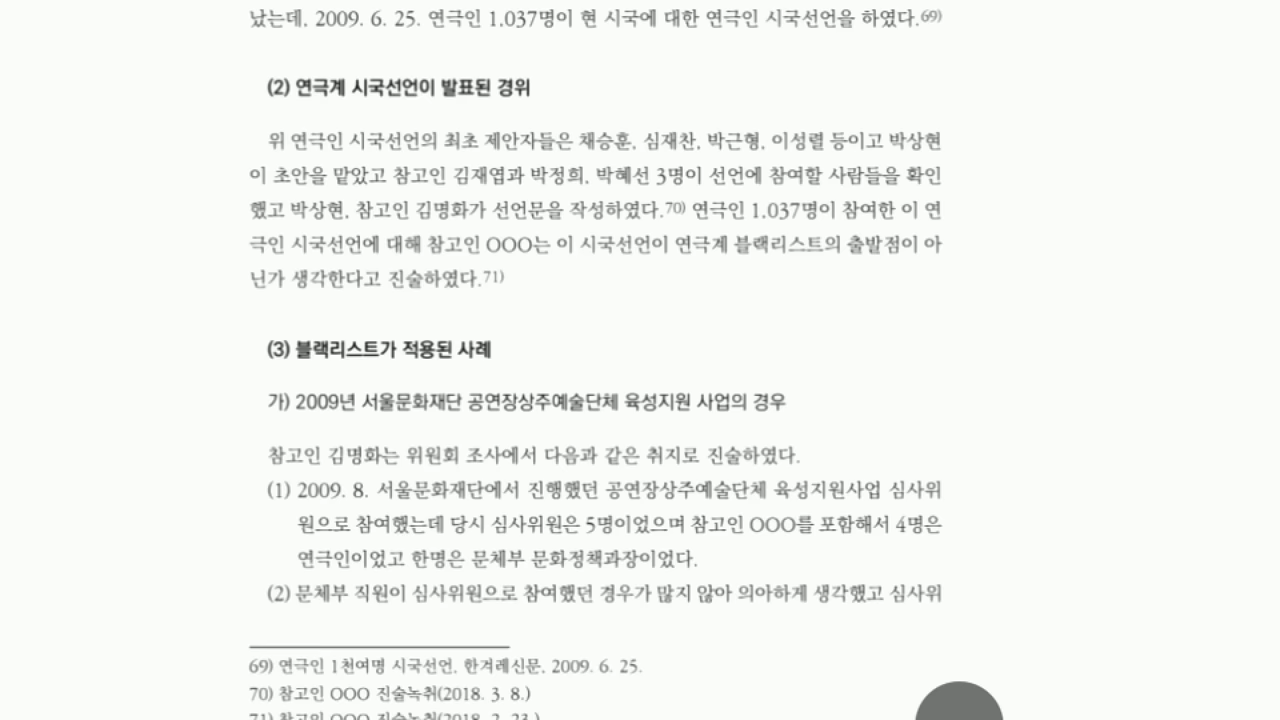 났는데, 2009. 6. 25. 연극인 1,037명이 현 시국에 대한 연극인 시국선언을 하였다.69)
(2) 연극계 시국선언이 발표된 경위
위 연극인 시국선언의 최초 제안자들은 채승훈, 심재찬, 박근형, 이성렬 등이고 박상현
이 초안을 맡았고 참고인 김재엽과 박정희, 박혜선 3명이 선언에 참여할 사람들을 확인
했고 박상현, 참고인 김명화가 선언문을 작성하였다.70) 연극인 1,037명이 참여한 이 연
극인 시국선언에 대해 참고인 OOO는 이 시국선언이 연극계 블랙리스트의 출발점이 아
닌가 생각한다고 진술하였다.71)
(3) 블랙리스트가 적용된 사례
가) 2009년 서울문화재단 공연장상주예술단체 육성지원 사업의 경우
참고인 김명화는 위원회 조사에서 다음과 같은 취지로 진술하였다.
(1) 2009. 8. 서울문화재단에서 진행했던 공연장상주예술단체 육성지원사업 심사위
원으로 참여했는데 당시 심사위원은 5명이었으며 참고인 OOO를 포함해서 4명은
연극인이었고 한명은 문체부 문화정책과장이었다.
(2) 문체부 직원이 심사위원으로 참여했던 경우가 많지 않아 의아하게 생각했고 심사위
69) 연극인 1천여명 시국선언, 한겨레신문, 2009. 6. 25.
70) 참고인 OOO 진술녹취(2018. 3. 8.)
71) 참고인 OOO 진술녹취(2018. 2. 23.)